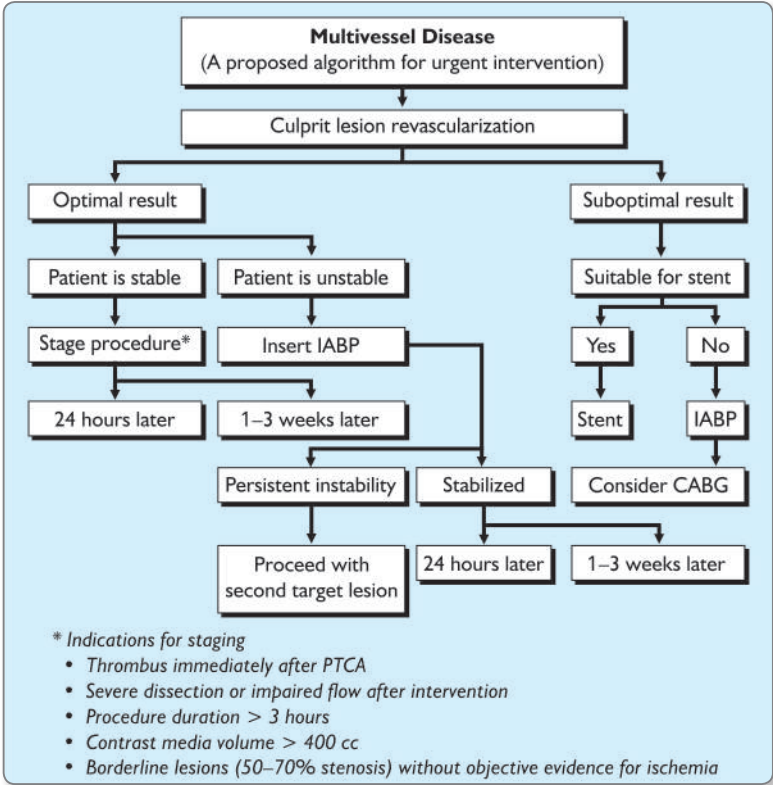 Multivessel Disease
(A proposed algorithm for urgent intervention)
Culprit lesion revascularization
Optimal result
Suboptimal result
Patient is stable
Patient is unstable
Suitable for stent
Stage procedure*
Insert IABP
Yes
No
24 hours later
1–3 weeks later
Stent
IABP
Persistent instability
Stabilized
Consider CABG
Proceed with
second target lesion
24 hours later
1–3 weeks later
* Indications for staging
• Thrombus immediately after PTCA
• Severe dissection or impaired flow after intervention
• Procedure duration > 3 hours
• Contrast media volume > 400 cc
• Borderline lesions (50–70% stenosis) without objective evidence for ischemia